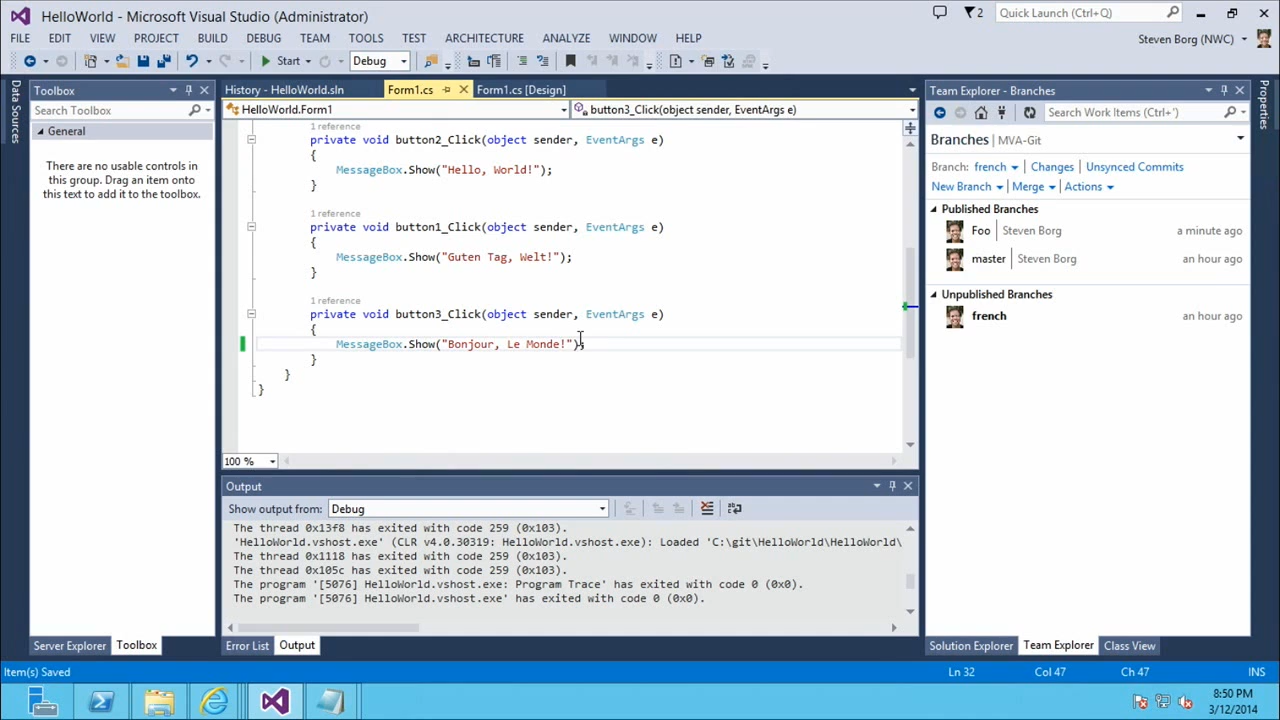 HelloWorld - Microsoft Visual Studio (Administrator)
2
Quick Launch (Ctrl+Q)
FILE EDIT VIEW PROJECT BUILD DEBUG TEAM TOOLS TEST ARCHITECTURE ANALYZE WINDOW HELP
Steven Borg (NWC)
Start
Debug
Data Sources
Toolbox
Search Toolbox
General
There are no usable controls in
this group. Drag an item onto
this text to add it to the toolbox.
Server Explorer Toolbox
History - HelloWorld.sln Form1.cs Form1.cs [Design]
HelloWorld.Form1 button3_Click(object sender, EventArgs e)
1 reference
private void button2_Click(object sender, EventArgs e)
{
MessageBox.Show("Hello, World!");
}
1 reference
private void button1_Click(object sender, EventArgs e)
{
MessageBox.Show("Guten Tag, Welt!");
}
1 reference
private void button3_Click(object sender, EventArgs e)
{
MessageBox.Show("Bonjour, Le Monde!");
}
}
}
100 %
Output
Show output from: Debug
The thread 0x13f8 has exited with code 259 (0x103).
'HelloWorld.vshost.exe' (CLR v4.0.30319: HelloWorld.vshost.exe): Loaded 'C:\git\HelloWorld\HelloWorld\
The thread 0x1118 has exited with code 259 (0x103).
The thread 0x105c has exited with code 259 (0x103).
The program '[5076] HelloWorld.vshost.exe: Program Trace' has exited with code 0 (0x0).
The program '[5076] HelloWorld.vshost.exe' has exited with code 0 (0x0).
Error List Output
Team Explorer - Branches
Search Work Items (Ctrl+')
Branches | MVA-Git
Branch: french Changes Unsynced Commits
New Branch Merge Actions
Published Branches
Foo Steven Borg a minute ago
master Steven Borg an hour ago
Unpublished Branches
french an hour ago
Solution Explorer Team Explorer Class View
Properties
Item(s) Saved
Ln 32 Col 47 Ch 47 INS
8:50 PM
3/12/2014